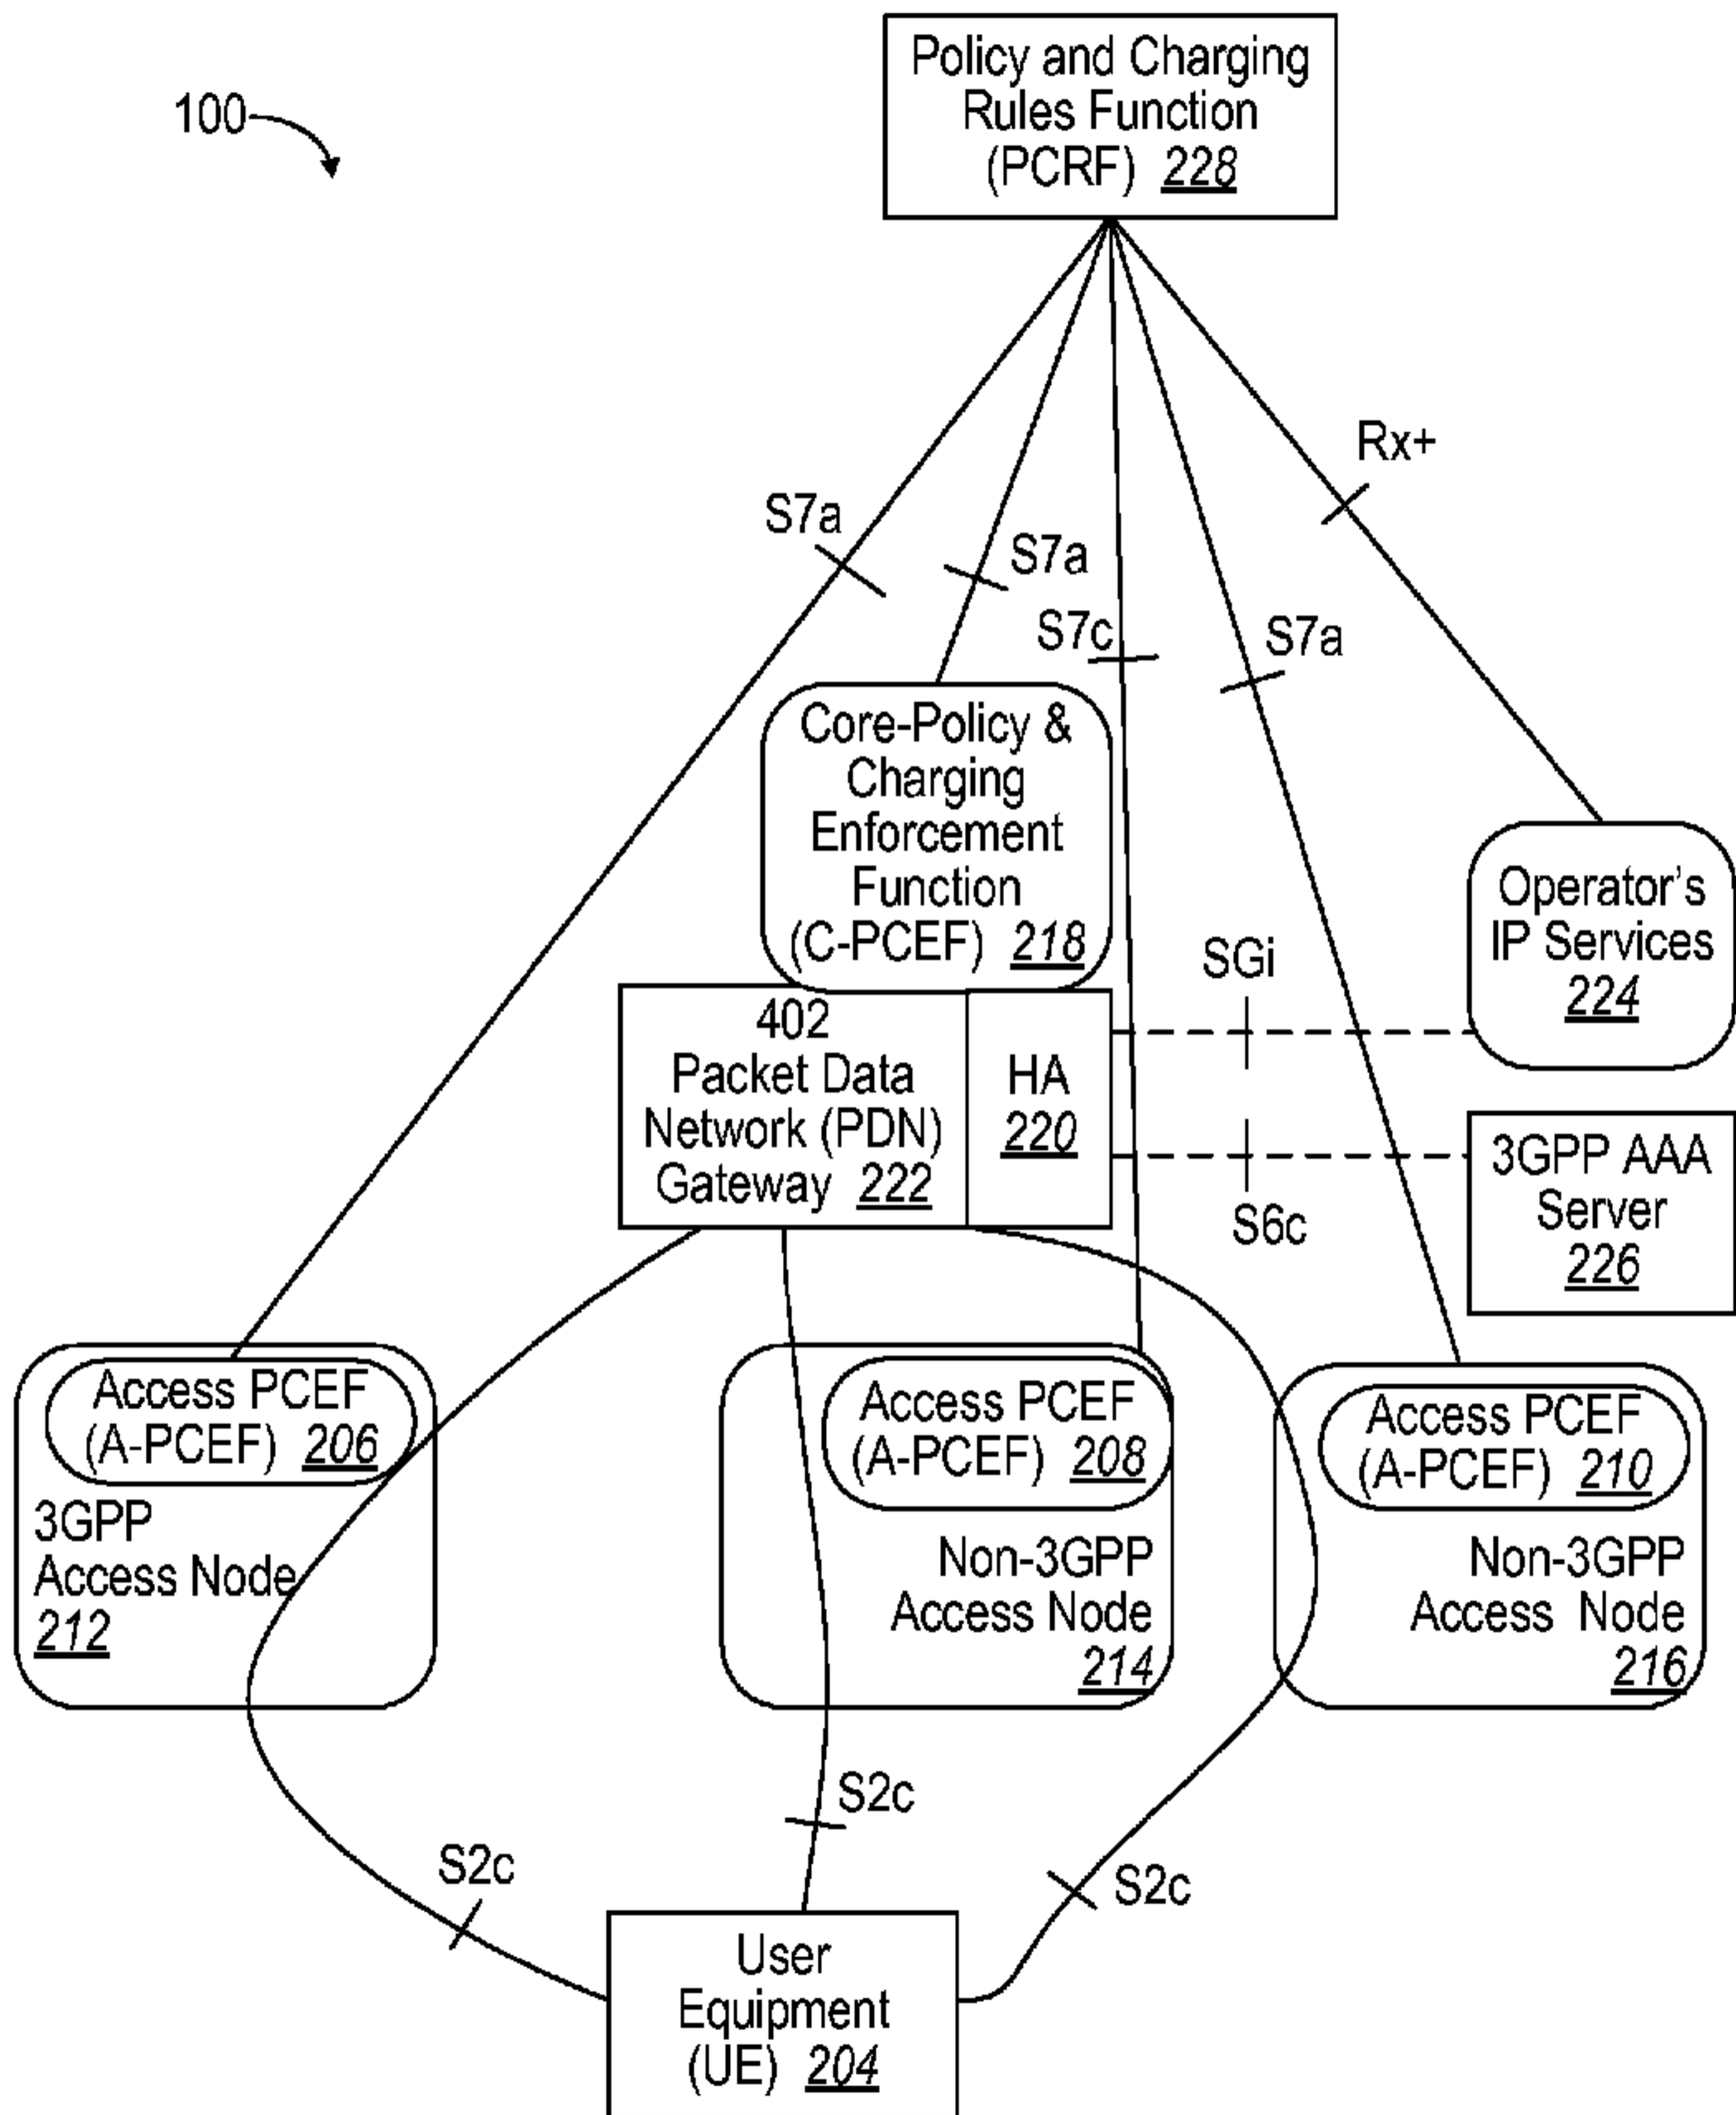 Policy and Charging
Rules Function
(PCRF) 228
100
Rx+
S7a
S7a
S7c
S7a
Core-Policy &
Charging
Enforcement
Function
(C-PCEF) 218
Operator's
IP Services
224
SGi
402
Packet Data
Network (PDN)
Gateway 222
HA
220
S6c
3GPP AAA
Server
226
Access PCEF
(A-PCEF) 206
3GPP
Access Node
212
Access PCEF
(A-PCEF) 208
Non-3GPP
Access Node
214
Access PCEF
(A-PCEF) 210
Non-3GPP
Access Node
216
S2c
S2c
S2c
User
Equipment
(UE) 204